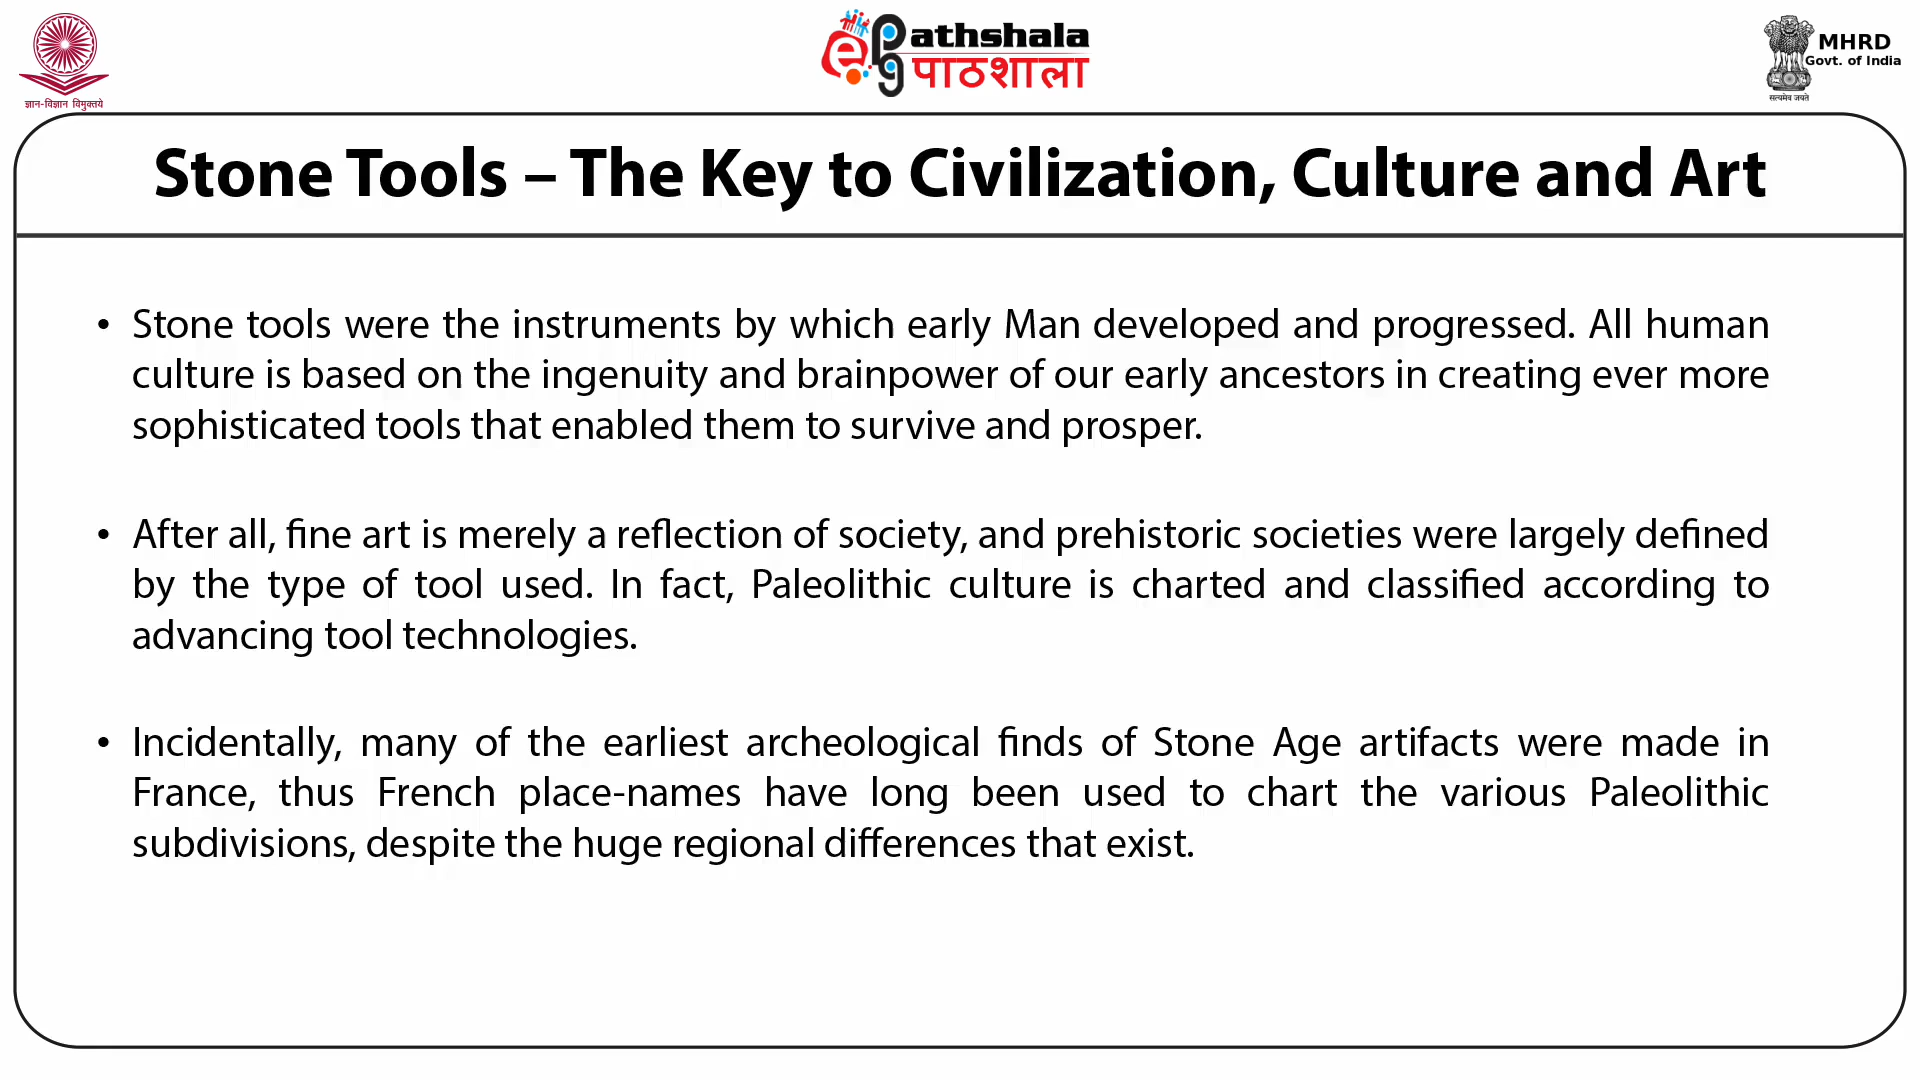 ज्ञान-विज्ञान विमुक्तये
ePG Pathshala
पाठशाला
MHRD
Govt. of India
सत्यमेव जयते
Stone Tools – The Key to Civilization, Culture and Art
• Stone tools were the instruments by which early Man developed and progressed. All human
culture is based on the ingenuity and brainpower of our early ancestors in creating ever more
sophisticated tools that enabled them to survive and prosper.
• After all, fine art is merely a reflection of society, and prehistoric societies were largely defined
by the type of tool used. In fact, Paleolithic culture is charted and classified according to
advancing tool technologies.
• Incidentally, many of the earliest archeological finds of Stone Age artifacts were made in
France, thus French place-names have long been used to chart the various Paleolithic
subdivisions, despite the huge regional differences that exist.